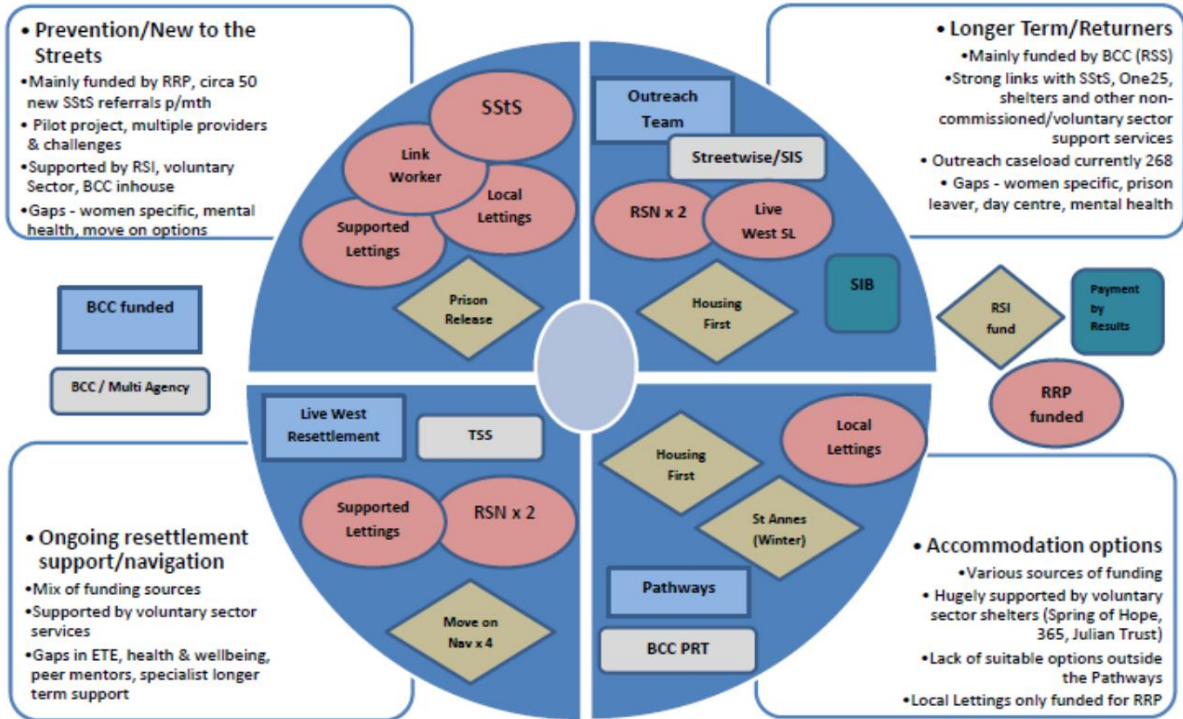 • Prevention/New to the
Streets
•Mainly funded by RRP, circa 50
new SStS referrals p/mth
• Pilot project, multiple providers
& challenges
•Supported by RSI, voluntary
Sector, BCC inhouse
•Gaps - women specific, mental
health, move on options
SStS
Link
Worker
Local
Lettings
Supported
Lettings
Prison
Release
Outreach
Team
Streetwise/SIS
RSN x 2
Live
West SL
SIB
Housing
First
• Longer Term/Returners
•Mainly funded by BCC (RSS)
•Strong links with SStS, One25,
shelters and other non-
commissioned/voluntary sector
support services
• Outreach caseload currently 268
• Gaps - women specific, prison
leaver, day centre, mental health
BCC funded
BCC / Multi Agency
RSI
fund
Payment
by
Results
RRP
funded
• Ongoing resettlement
support/navigation
•Mix of funding sources
•Supported by voluntary sector
services
•Gaps in ETE, health & wellbeing,
peer mentors, specialist longer
term support
Live West
Resettlement
TSS
Supported
Lettings
RSN x 2
Move on
Nav x 4
Housing
First
Local
Lettings
St Annes
(Winter)
Pathways
BCC PRT
• Accommodation options
•Various sources of funding
• Hugely supported by voluntary
sector shelters (Spring of Hope,
365, Julian Trust)
•Lack of suitable options outside
the Pathways
•Local Lettings only funded for RRP